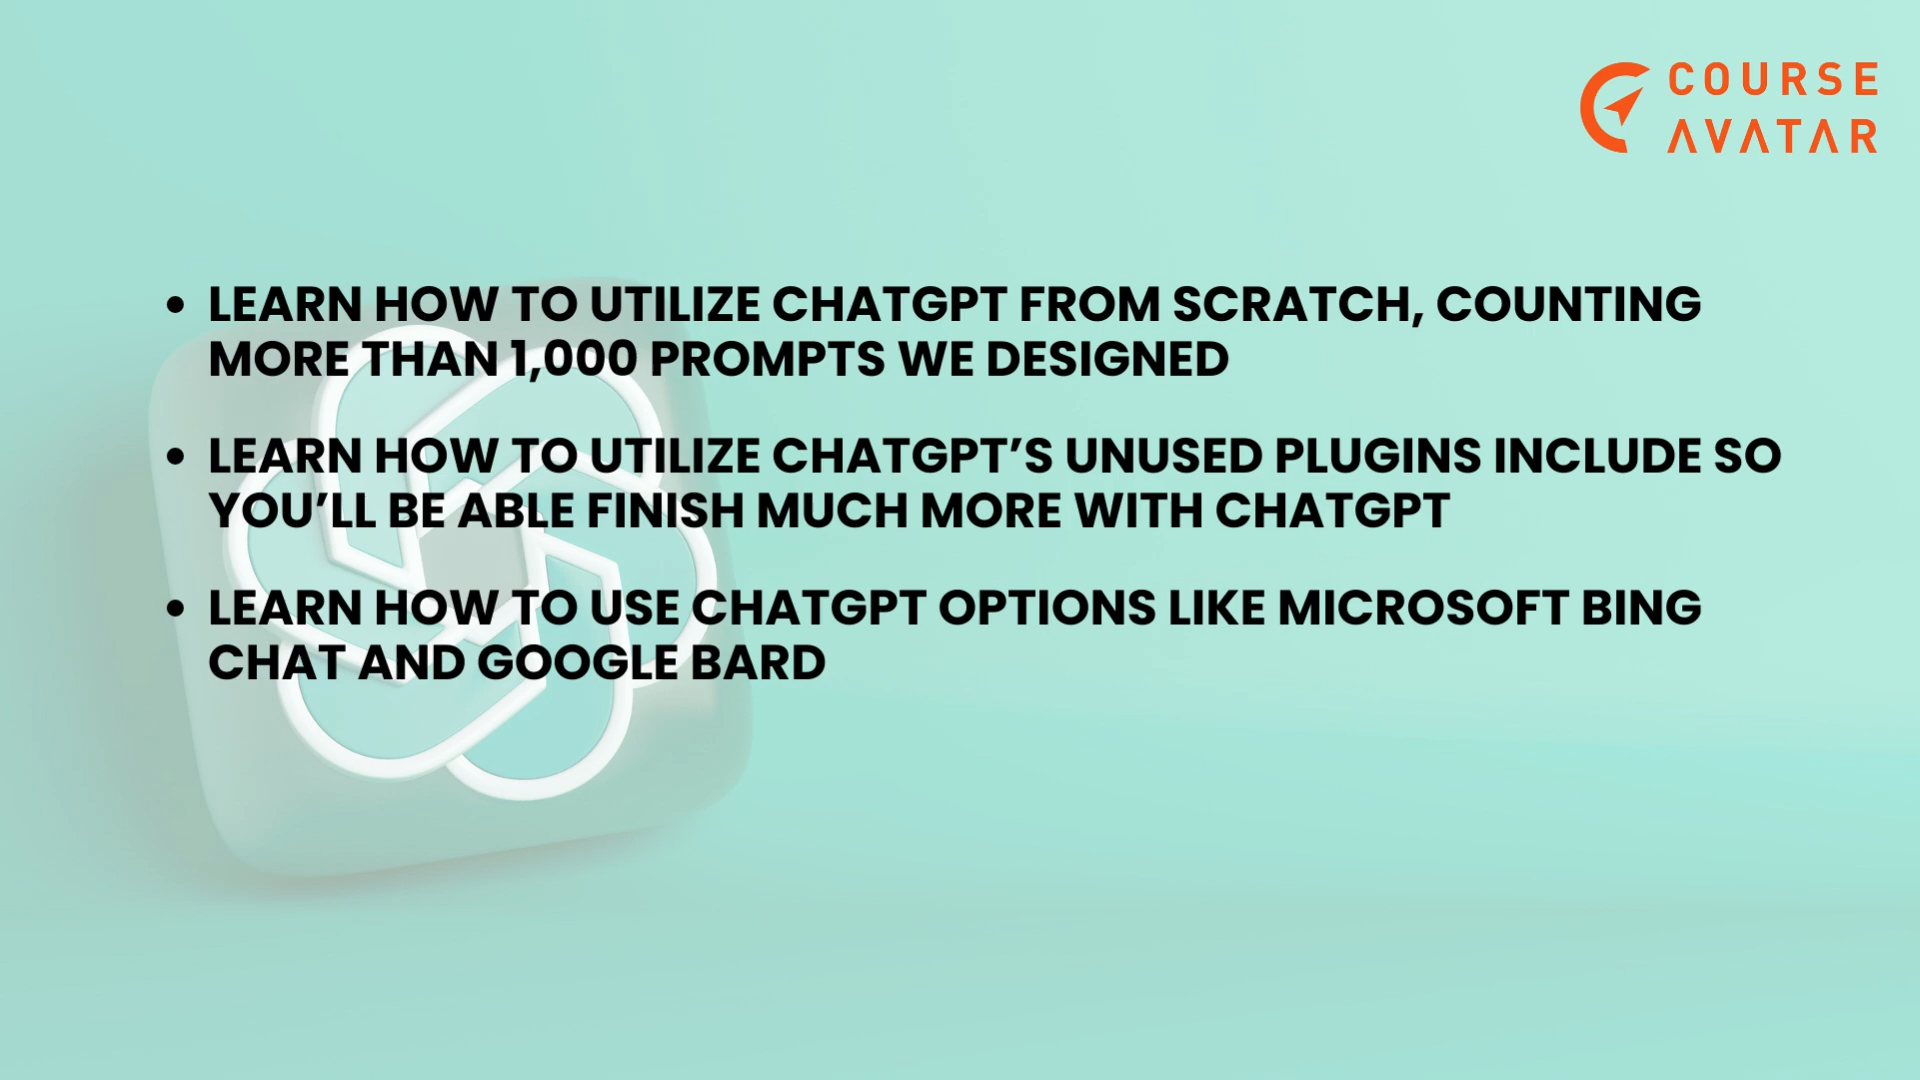 COURSE
AVATAR
• LEARN HOW TO UTILIZE CHATGPT FROM SCRATCH, COUNTING
MORE THAN 1,000 PROMPTS WE DESIGNED
• LEARN HOW TO UTILIZE CHATGPT’S UNUSED PLUGINS INCLUDE SO
YOU’LL BE ABLE FINISH MUCH MORE WITH CHATGPT
• LEARN HOW TO USE CHATGPT OPTIONS LIKE MICROSOFT BING
CHAT AND GOOGLE BARD